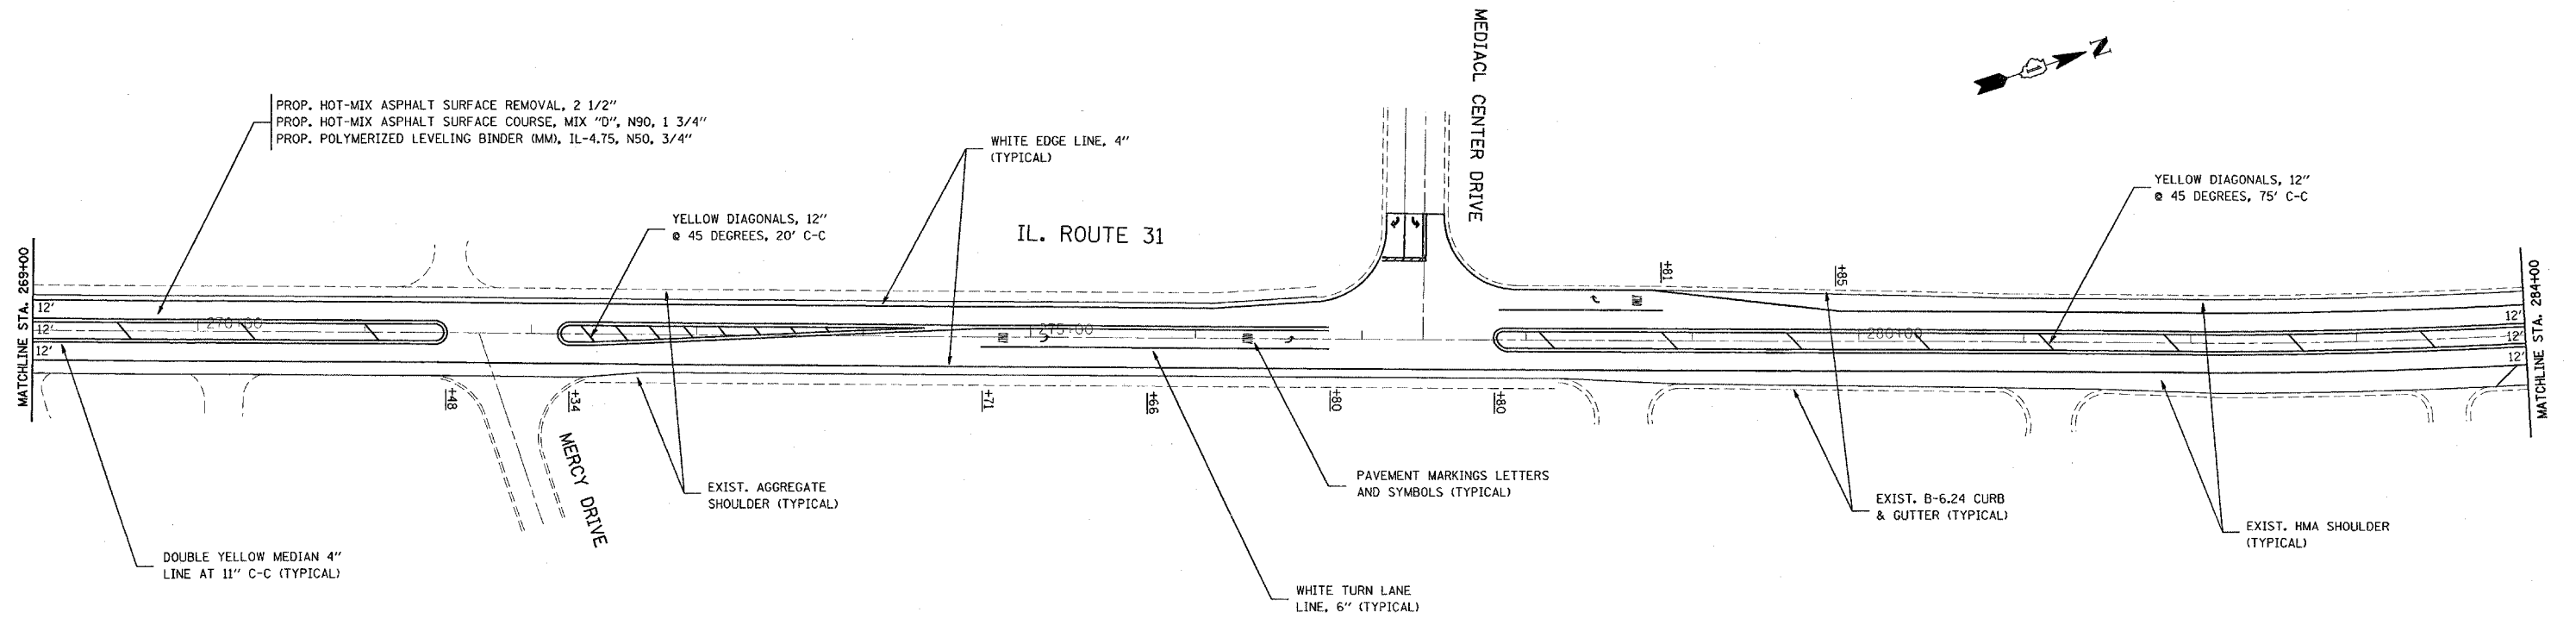 MEDIACL CENTER DRIVE
N
PROP. HOT-MIX ASPHALT SURFACE REMOVAL, 2 1/2"
PROP. HOT-MIX ASPHALT SURFACE COURSE, MIX "D", N90, 1 3/4"
PROP. POLYMERIZED LEVELING BINDER (MM), IL-4.75, N50, 3/4"
WHITE EDGE LINE, 4"
(TYPICAL)
YELLOW DIAGONALS, 12"
@ 45 DEGREES, 75' C-C
YELLOW DIAGONALS, 12"
@ 45 DEGREES, 20' C-C
IL. ROUTE 31
MATCHLINE STA. 269+00
MATCHLINE STA. 284+00
+81
+85
12'
12'
12'
270+00
275+00
280+00
12'
12'
12'
+48
+34
+71
+66
+80
+80
MERCY DRIVE
EXIST. AGGREGATE
SHOULDER (TYPICAL)
PAVEMENT MARKINGS LETTERS
AND SYMBOLS (TYPICAL)
EXIST. B-6.24 CURB
& GUTTER (TYPICAL)
EXIST. HMA SHOULDER
(TYPICAL)
DOUBLE YELLOW MEDIAN 4"
LINE AT 11" C-C (TYPICAL)
WHITE TURN LANE
LINE, 6" (TYPICAL)